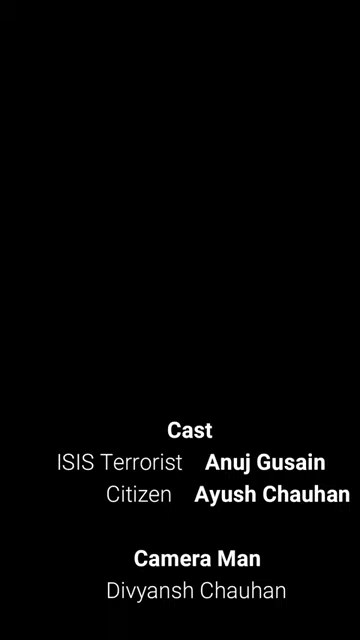 Cast
ISIS Terrorist Anuj Gusain
Citizen Ayush Chauhan
Camera Man
Divyansh Chauhan